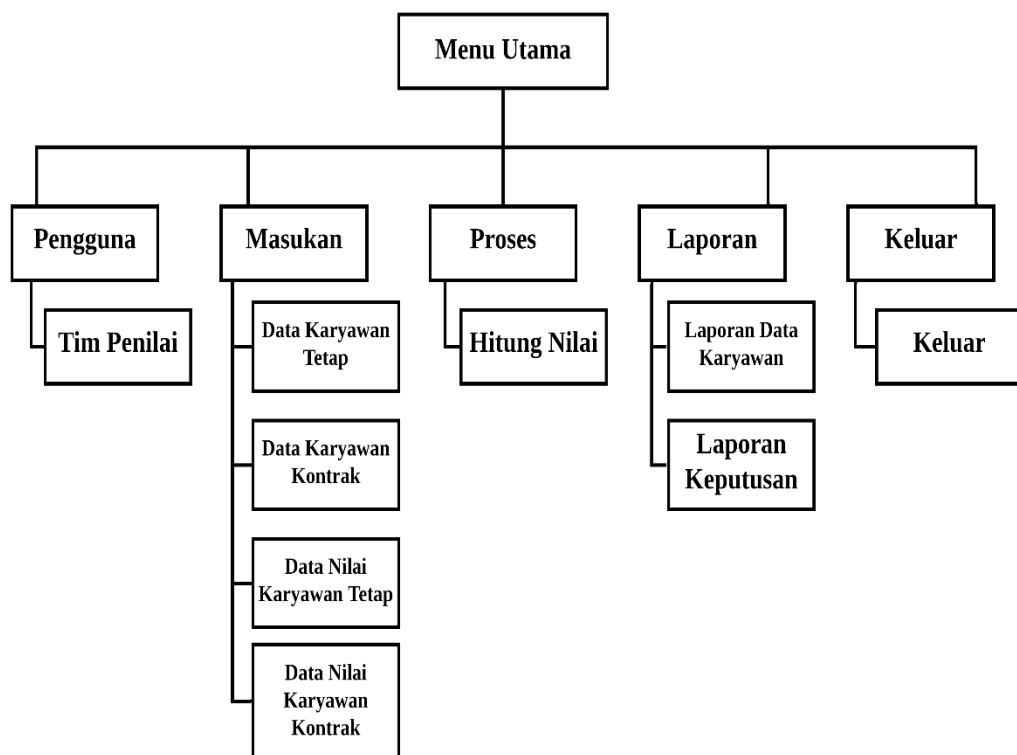 Menu Utama
Pengguna
Masukan
Proses
Laporan
Keluar
Tim Penilai
Data Karyawan
Tetap
Data Karyawan
Kontrak
Data Nilai
Karyawan Tetap
Data Nilai
Karyawan
Kontrak
Hitung Nilai
Laporan Data
Karyawan
Laporan
Keputusan
Keluar